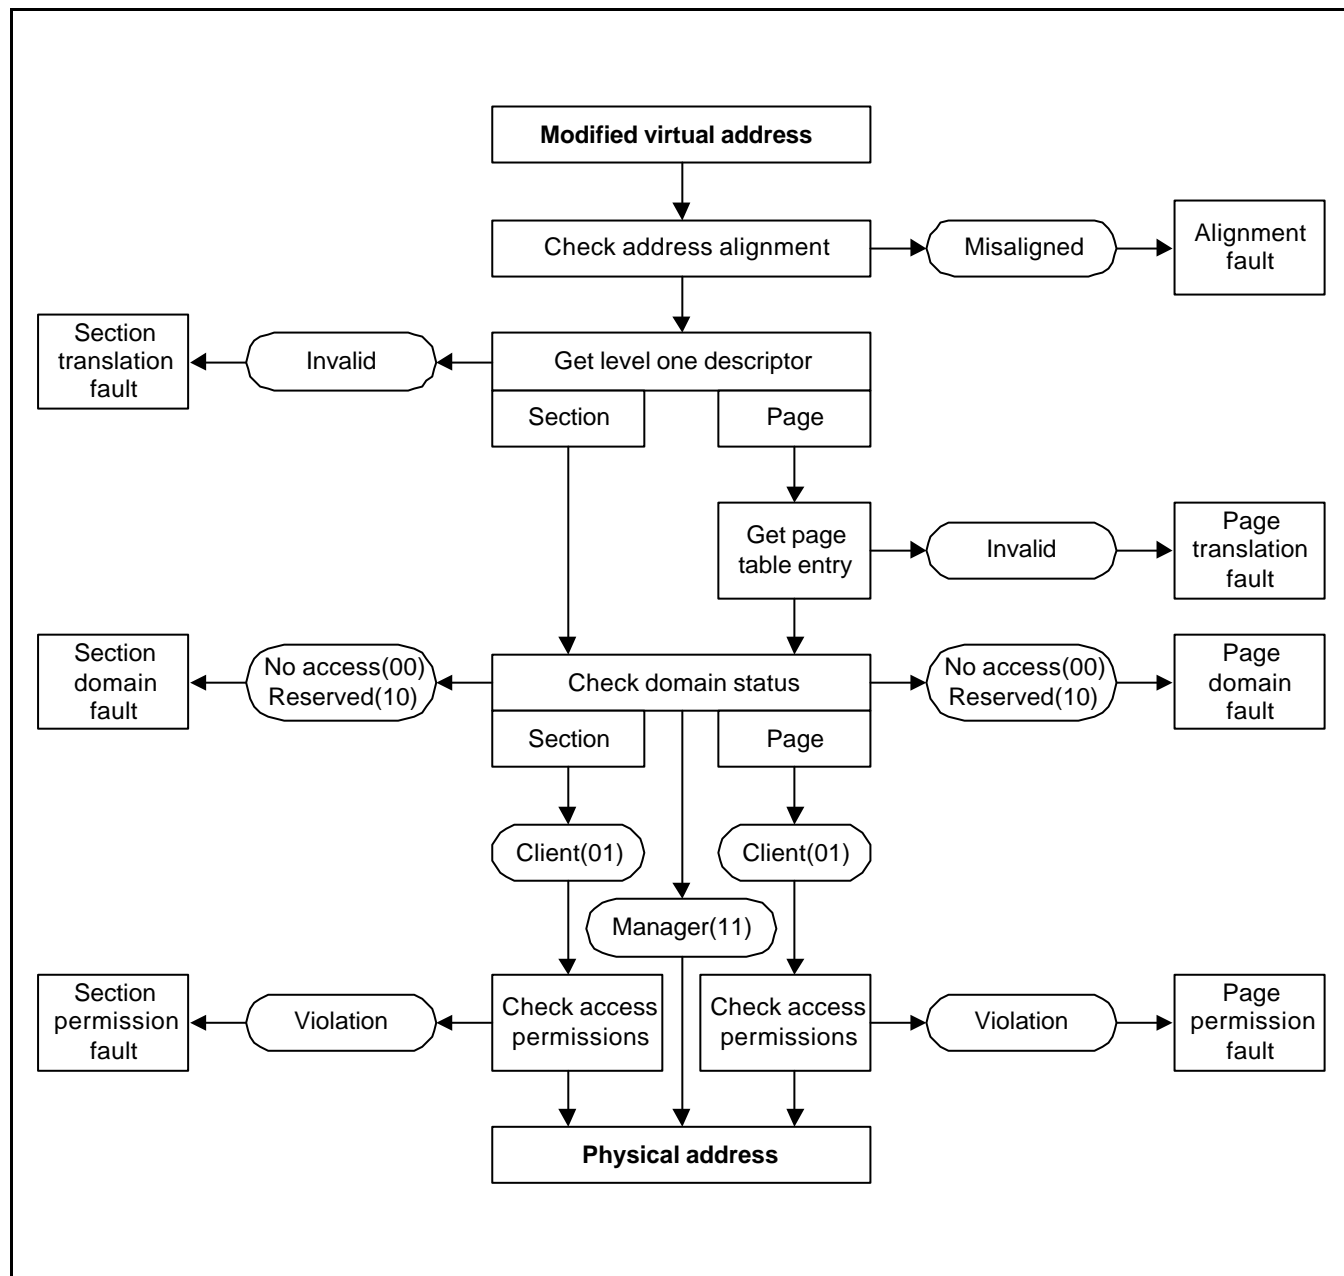 Modified virtual address
Check address alignment
Misaligned
Alignment
fault
Section
translation
fault
Invalid
Get level one descriptor
Section
Page
Get page
table entry
Invalid
Page
translation
fault
Section
domain
fault
No access(00)
Reserved(10)
Check domain status
No access(00)
Reserved(10)
Page
domain
fault
Section
Page
Client(01)
Client(01)
Manager(11)
Section
permission
fault
Violation
Check access
permissions
Check access
permissions
Violation
Page
permission
fault
Physical address